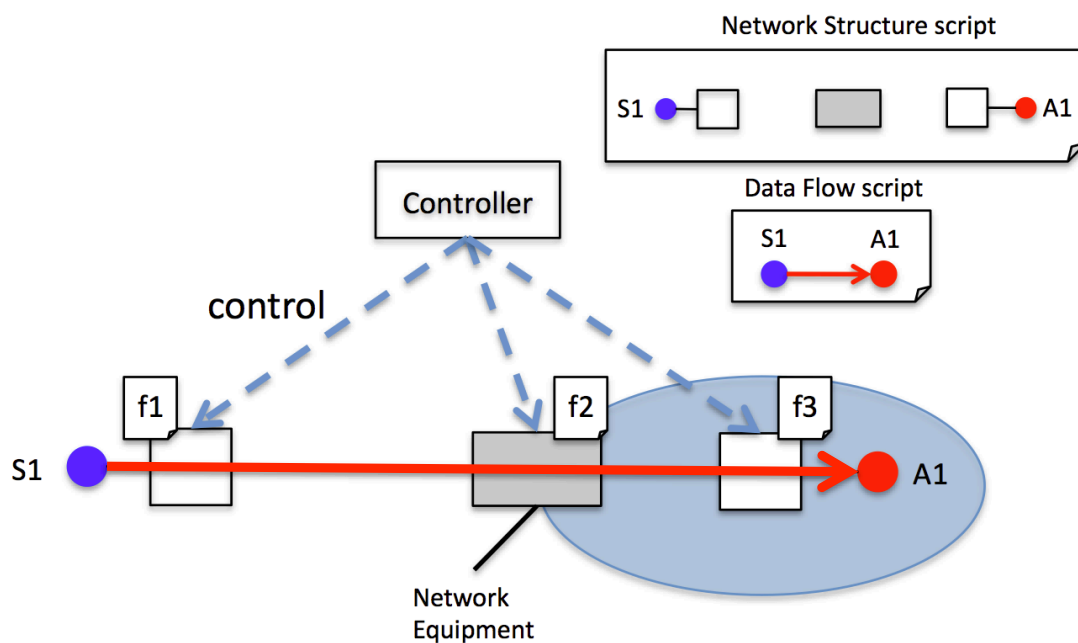 Network Structure script
S1
A1
Controller
Data Flow script
S1
A1
control
f1
f2
f3
S1
A1
Network
Equipment